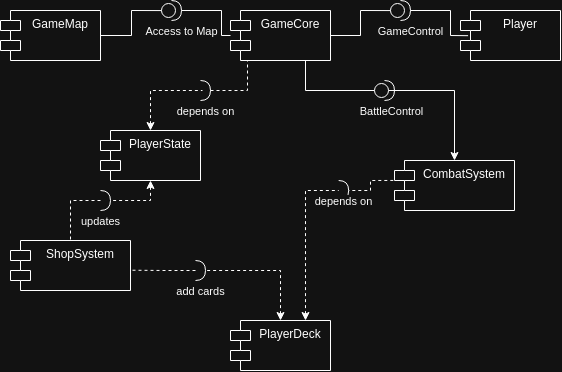 GameMap
GameCore
Player
Access to Map
GameControl
depends on
BattleControl
PlayerState
CombatSystem
depends on
updates
ShopSystem
add cards
PlayerDeck